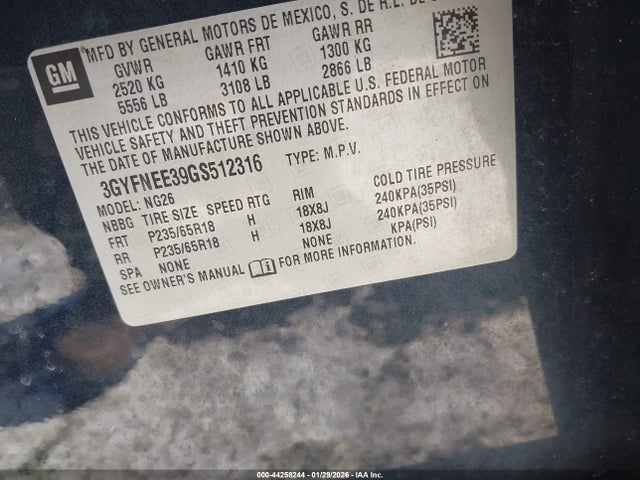 GM
MFD BY GENERAL MOTORS DE MEXICO, S. DE R.L. DE
GVWR GAWR FRT GAWR RR
2520 KG 1410 KG 1300 KG
5556 LB 3108 LB 2866 LB
THIS VEHICLE CONFORMS TO ALL APPLICABLE U.S. FEDERAL MOTOR
VEHICLE SAFETY AND THEFT PREVENTION STANDARDS IN EFFECT ON
THE DATE OF MANUFACTURE SHOWN ABOVE.
3GYFNEE39GS512316 TYPE: M.P.V.
MODEL: NG26
NBBG TIRE SIZE SPEED RTG RIM COLD TIRE PRESSURE
FRT P235/65R18 H 18X8J 240KPA(35PSI)
RR P235/65R18 H 18X8J 240KPA(35PSI)
SPA NONE NONE KPA(PSI)
SEE OWNER'S MANUAL FOR MORE INFORMATION.
000-44258244 - 01/29/2026 - IAA Inc.